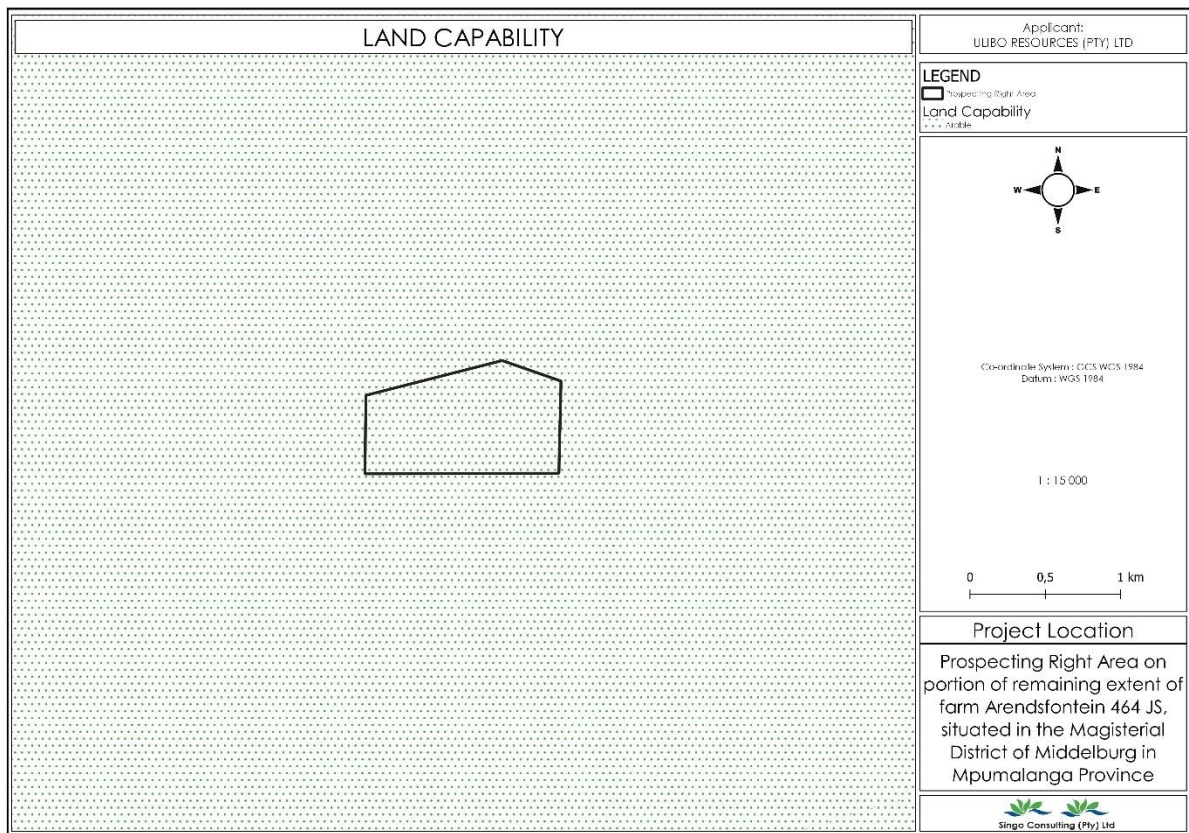 LAND CAPABILITY
Applicant:
ULIBO RESOURCES (PTY) LTD
LEGEND
Prospecting Right Area
Land Capability
Arable
N
W
E
S
Co-ordinate System : GCS WGS 1984
Datum : WGS 1984
1 : 15 000
0 0,5 1 km
Project Location
Prospecting Right Area on
portion of remaining extent of
farm Arendsfontein 464 JS,
situated in the Magisterial
District of Middelburg in
Mpumalanga Province
Singo Consulting (Pty) Ltd